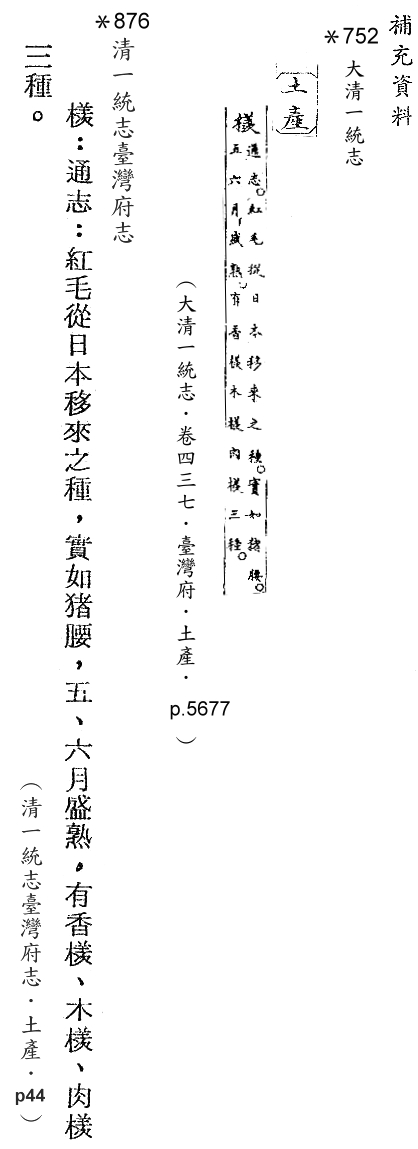 補充資料
＊752 大清一統志
土產
檨 通志。紅毛從日本移來之種。實如豬腰。
五六月盛熟。有香檨木檨肉檨三種。
（大清一統志．卷四三七．臺灣府．土產．p.5677）
＊876 清一統志臺灣府志
檨：通志：紅毛從日本移來之種，實如豬腰，五、六月盛熟，有香檨、木檨、肉檨
三種。
（清一統志臺灣府志．土產．p44）